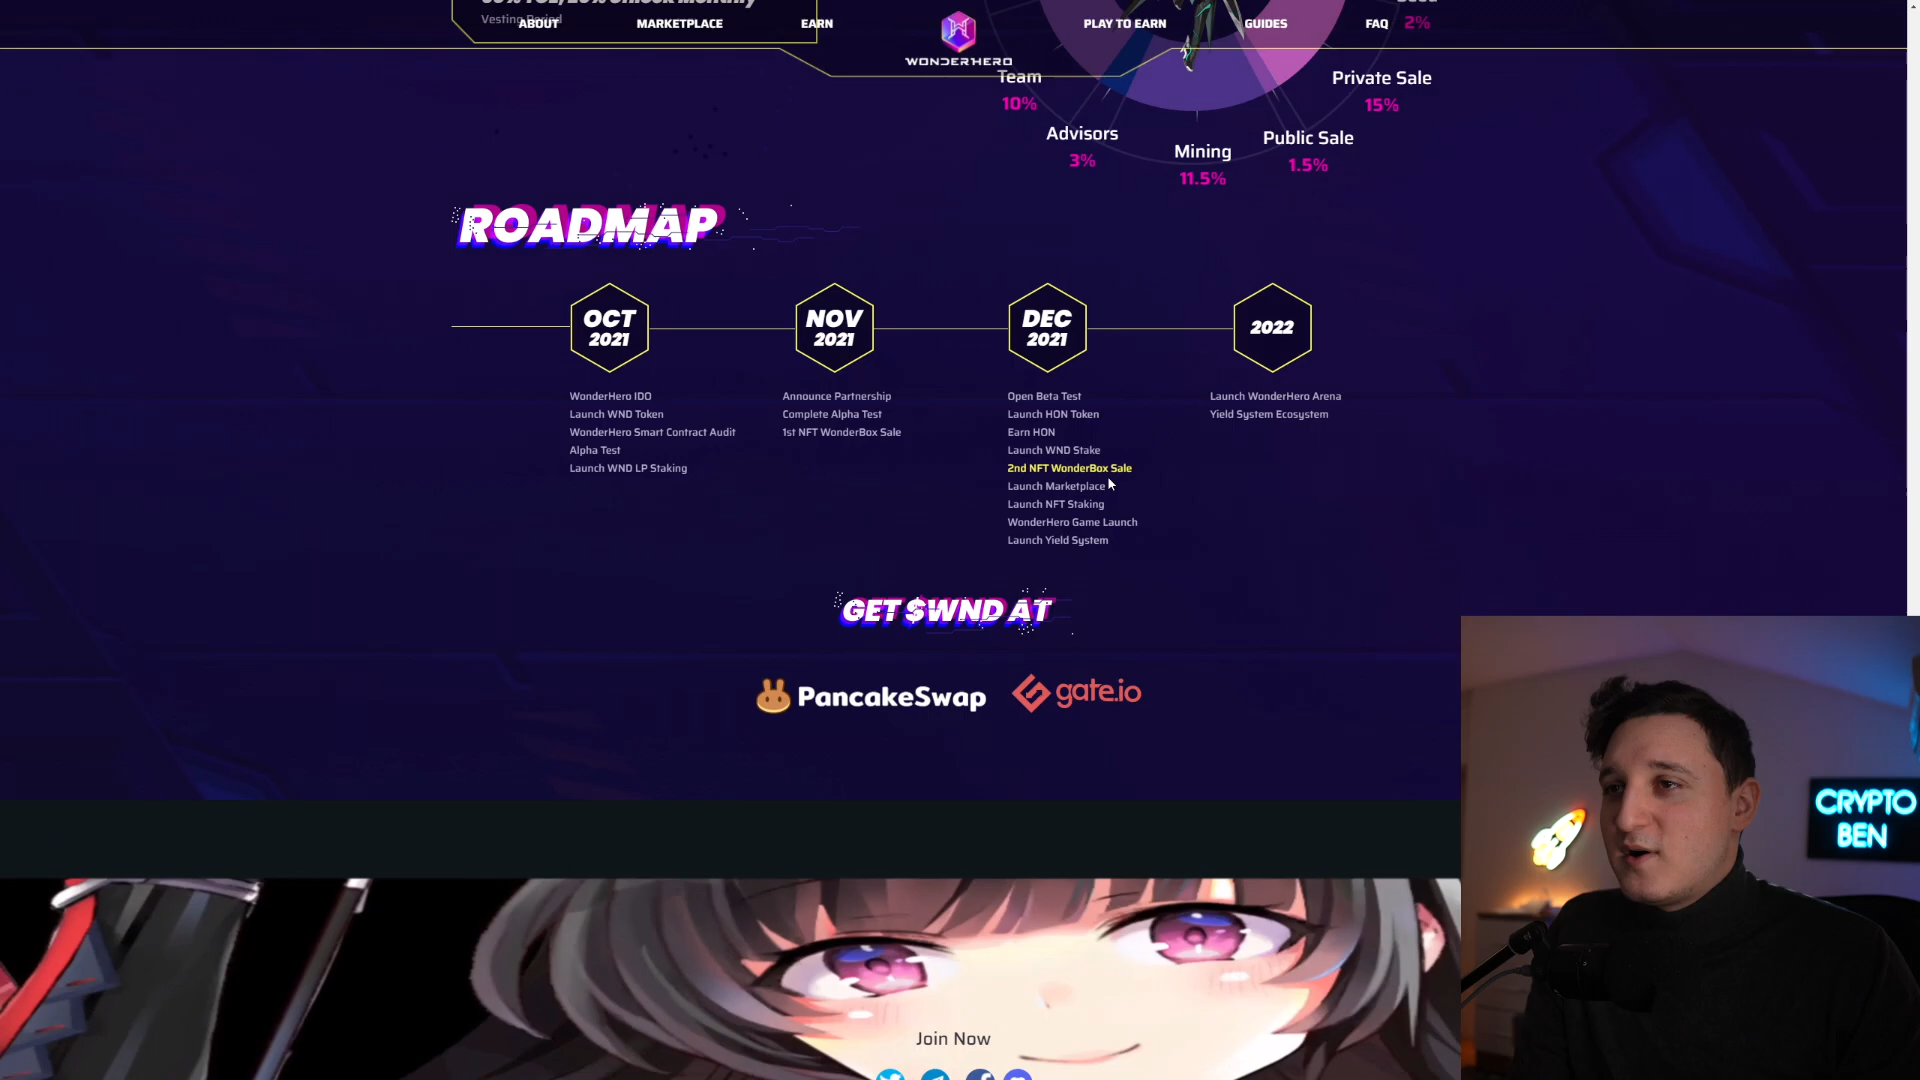 Vesting Period
ABOUT
MARKETPLACE
EARN
WONDERHERO
PLAY TO EARN
GUIDES
FAQ
2%
Team
10%
Advisors
3%
Mining
11.5%
Public Sale
1.5%
Private Sale
15%
ROADMAP
OCT
2021
WonderHero IDO
Launch WND Token
WonderHero Smart Contract Audit
Alpha Test
Launch WND LP Staking
NOV
2021
Announce Partnership
Complete Alpha Test
1st NFT WonderBox Sale
DEC
2021
Open Beta Test
Launch HON Token
Earn HON
Launch WND Stake
2nd NFT WonderBox Sale
Launch Marketplace
Launch NFT Staking
WonderHero Game Launch
Launch Yield System
2022
Launch WonderHero Arena
Yield System Ecosystem
GET $WND AT
PancakeSwap
gate.io
CRYPTO
BEN
Join Now